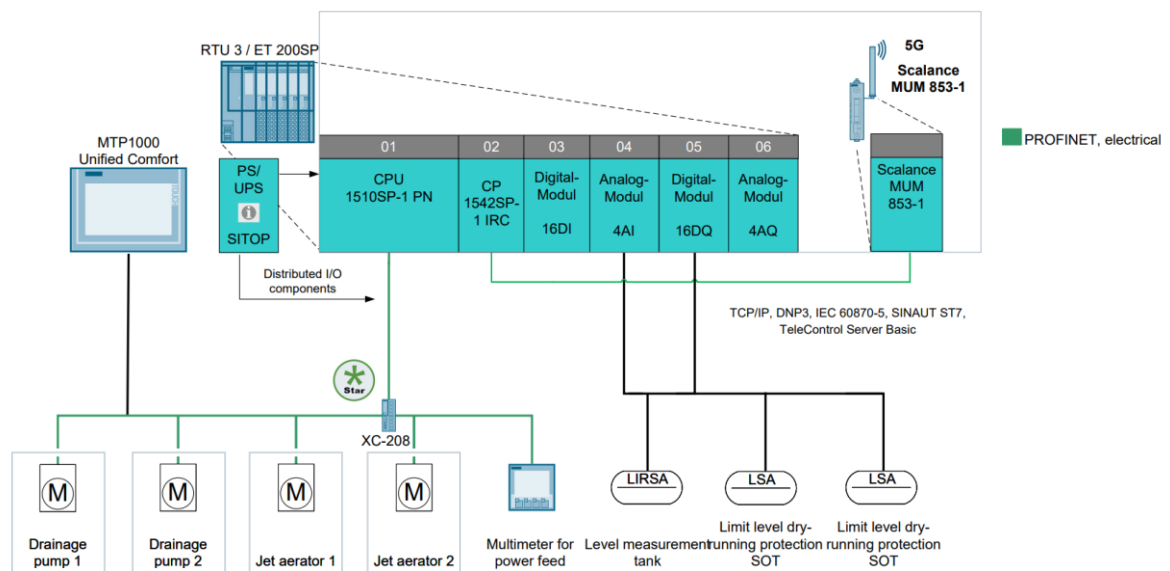 RTU 3 / ET 200SP
5G
Scalance
MUM 853-1
MTP1000
Unified Comfort
TOUCH
PS/
UPS
SITOP
01
CPU
1510SP-1 PN
02
CP
1542SP-
1 IRC
03
Digital-
Modul
16DI
04
Analog-
Modul
4AI
05
Digital-
Modul
16DQ
06
Analog-
Modul
4AQ
Scalance
MUM
853-1
PROFINET, electrical
Distributed I/O
components
TCP/IP, DNP3, IEC 60870-5, SINAUT ST7,
TeleControl Server Basic
Star
XC-208
M
M
M
M
LIRSA
LSA
LSA
Drainage
pump 1
Drainage
pump 2
Jet aerator 1
Jet aerator 2
Multimeter for
power feed
Level measurement
tank
Limit level dry-
running protection
SOT
Limit level dry-
running protection
SOT